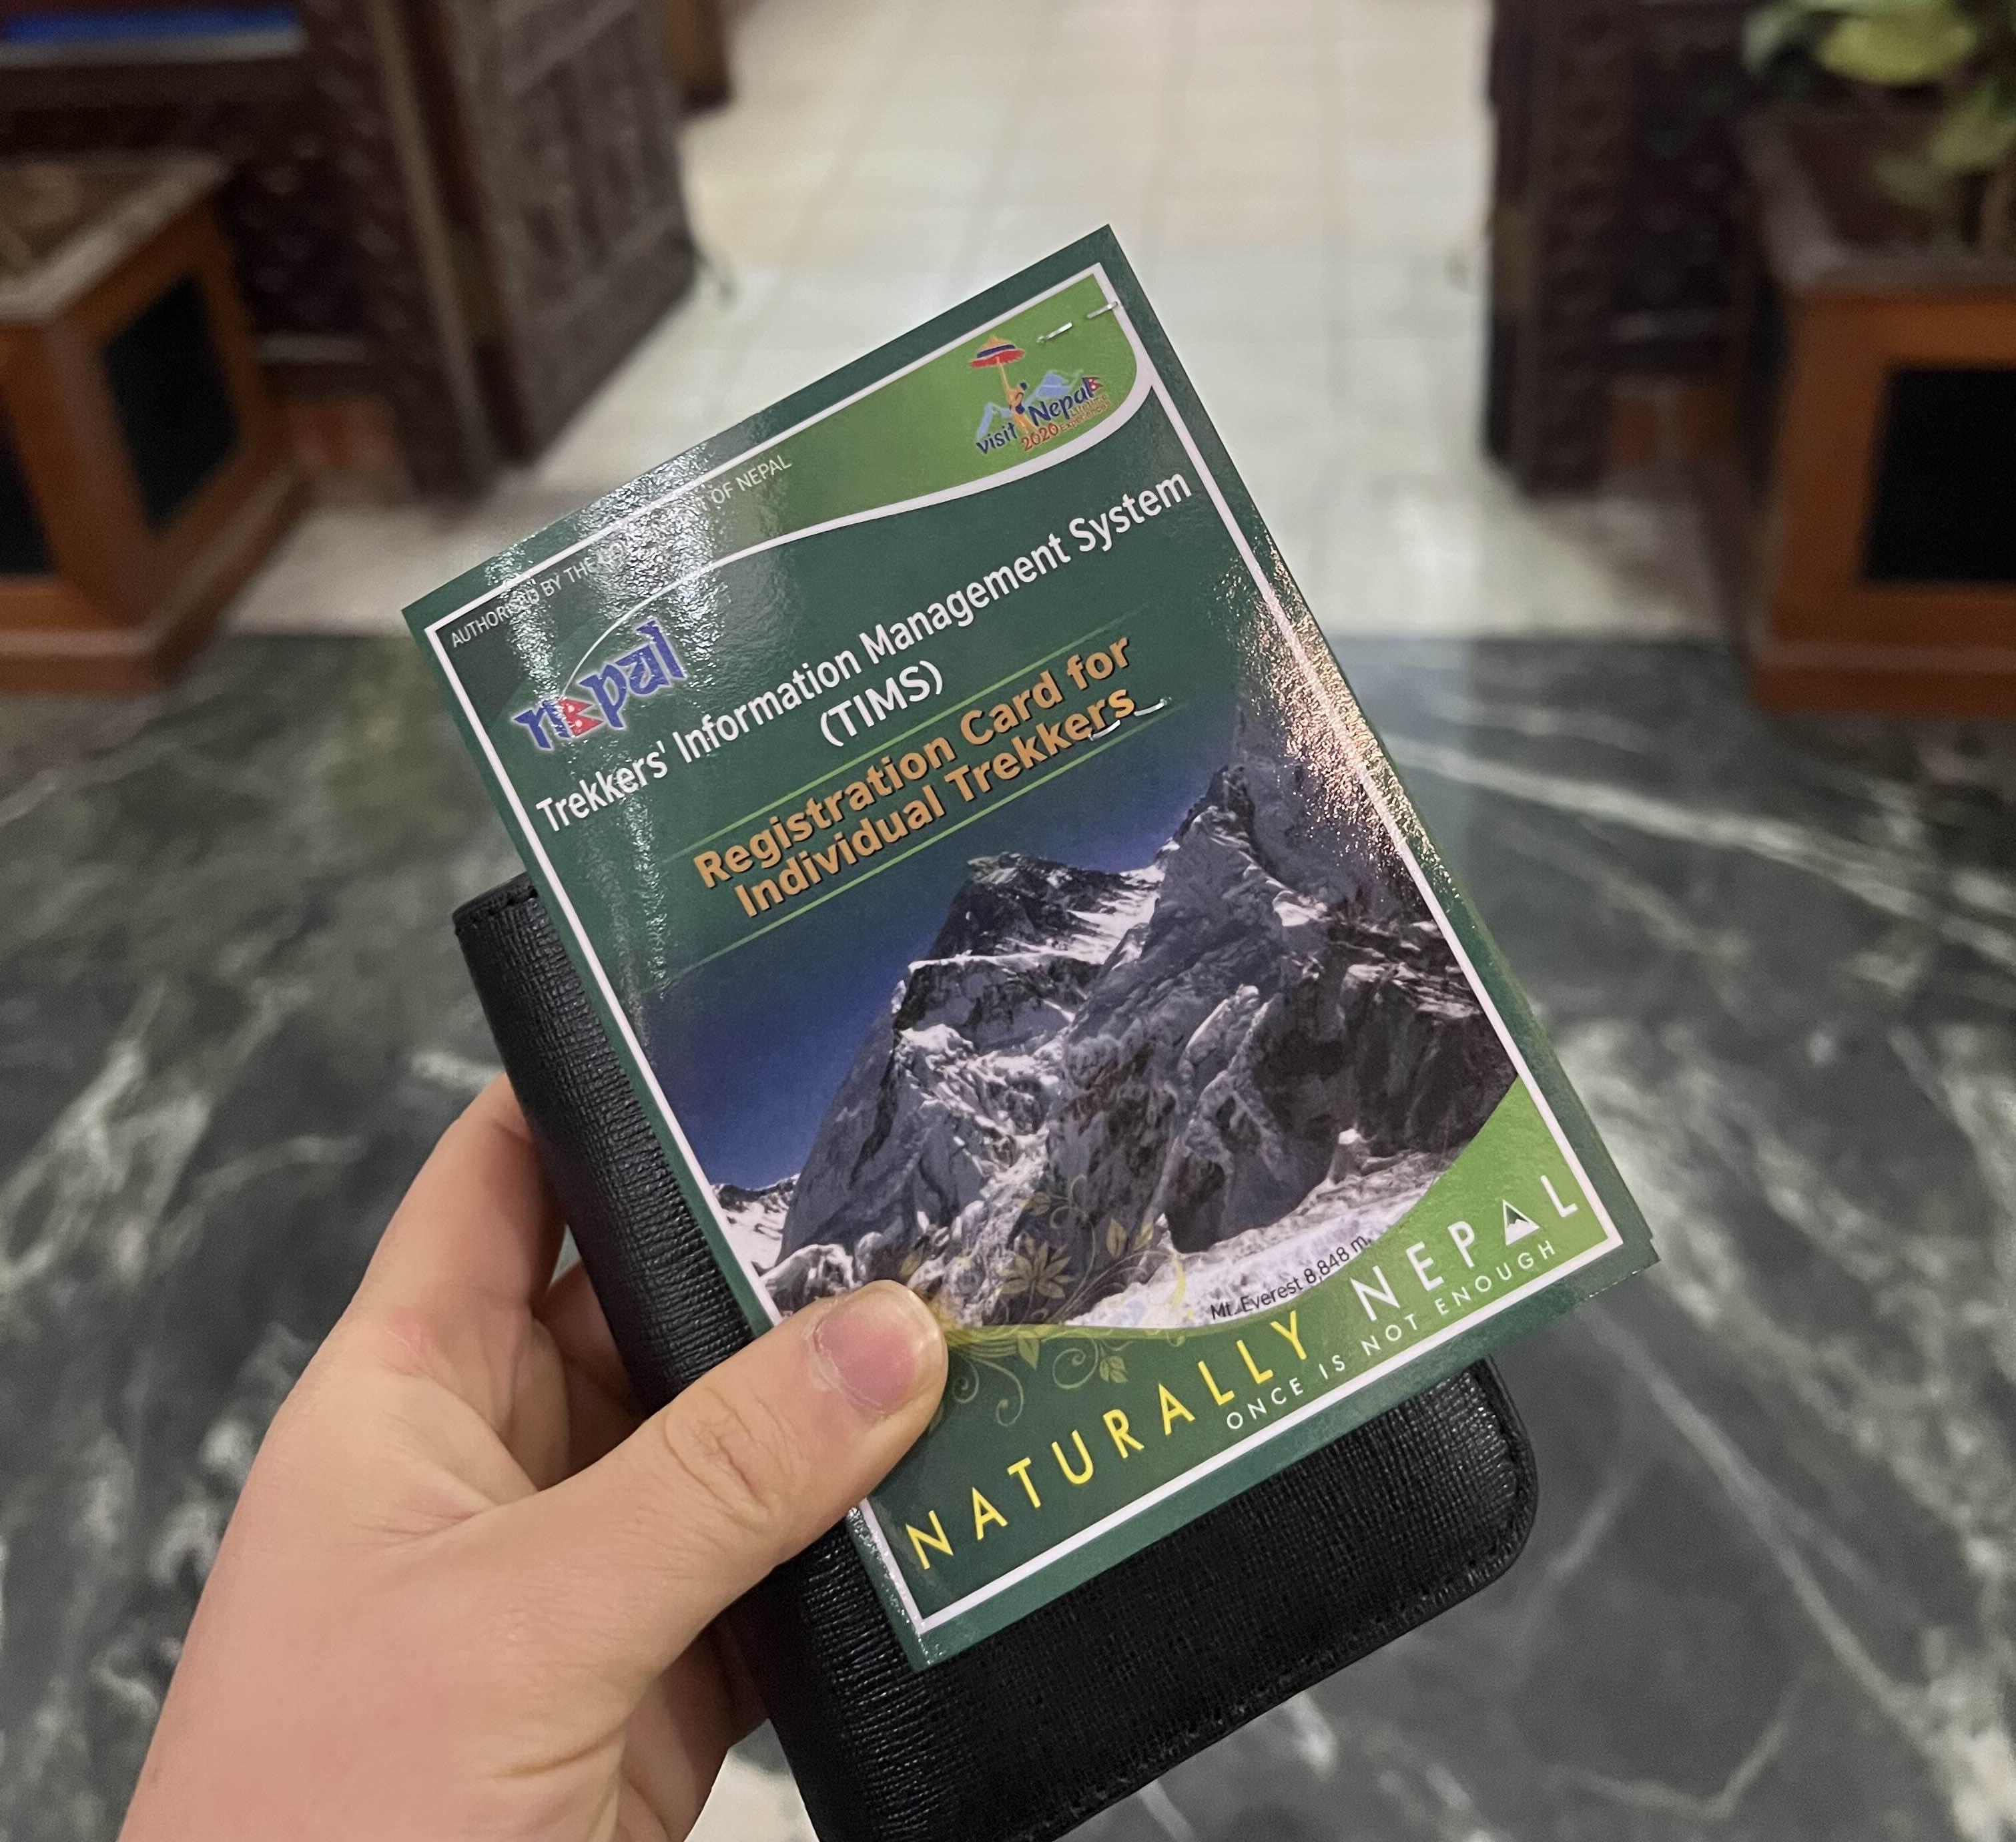 AUTHORISED BY THE GOVERNMENT OF NEPAL
visit Nepal
2020
nepal
Trekkers' Information Management System
(TIMS)
Registration Card for
Individual Trekkers
Mt. Everest 8,848 m.
NATURALLY NEPAL
ONCE IS NOT ENOUGH